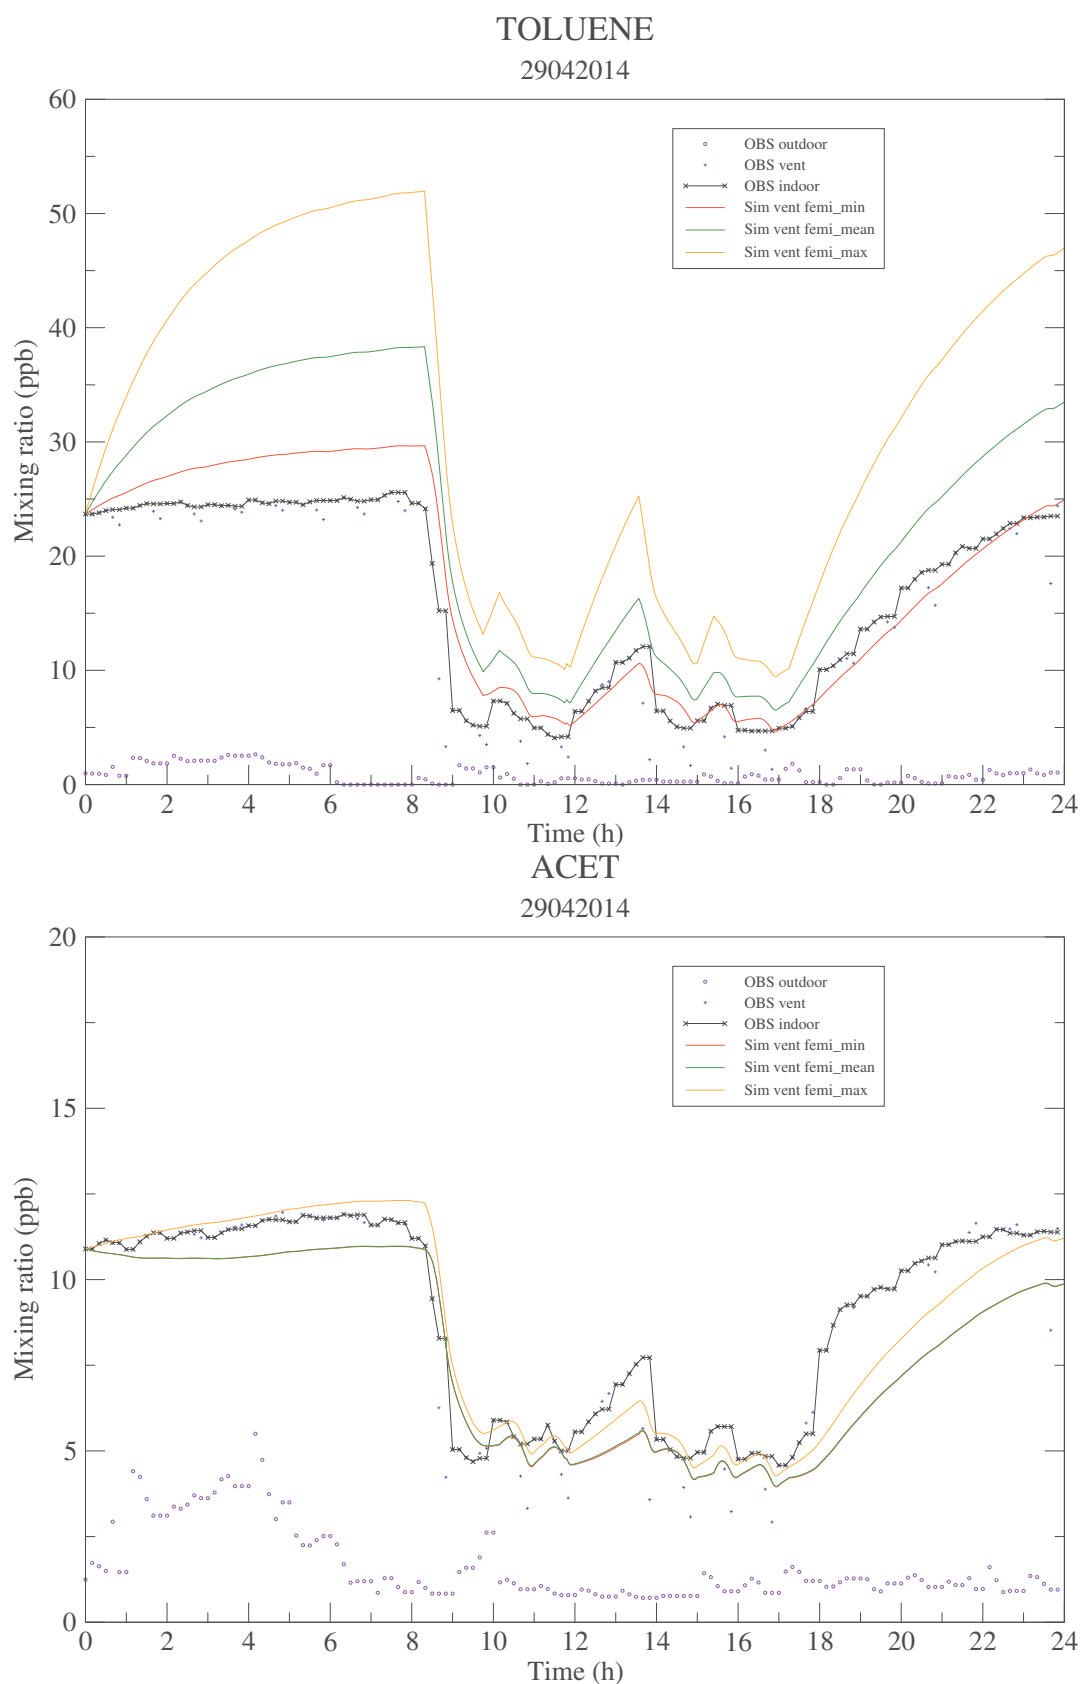 TOLUENE
29042014
60
50
40
30
20
10
0
Mixing ratio (ppb)
OBS outdoor
OBS vent
OBS indoor
Sim vent femi_min
Sim vent femi_mean
Sim vent femi_max
0 2 4 6 8 10 12 14 16 18 20 22 24
Time (h)
ACET
29042014
20
15
10
5
0
Mixing ratio (ppb)
OBS outdoor
OBS vent
OBS indoor
Sim vent femi_min
Sim vent femi_mean
Sim vent femi_max
0 2 4 6 8 10 12 14 16 18 20 22 24
Time (h)